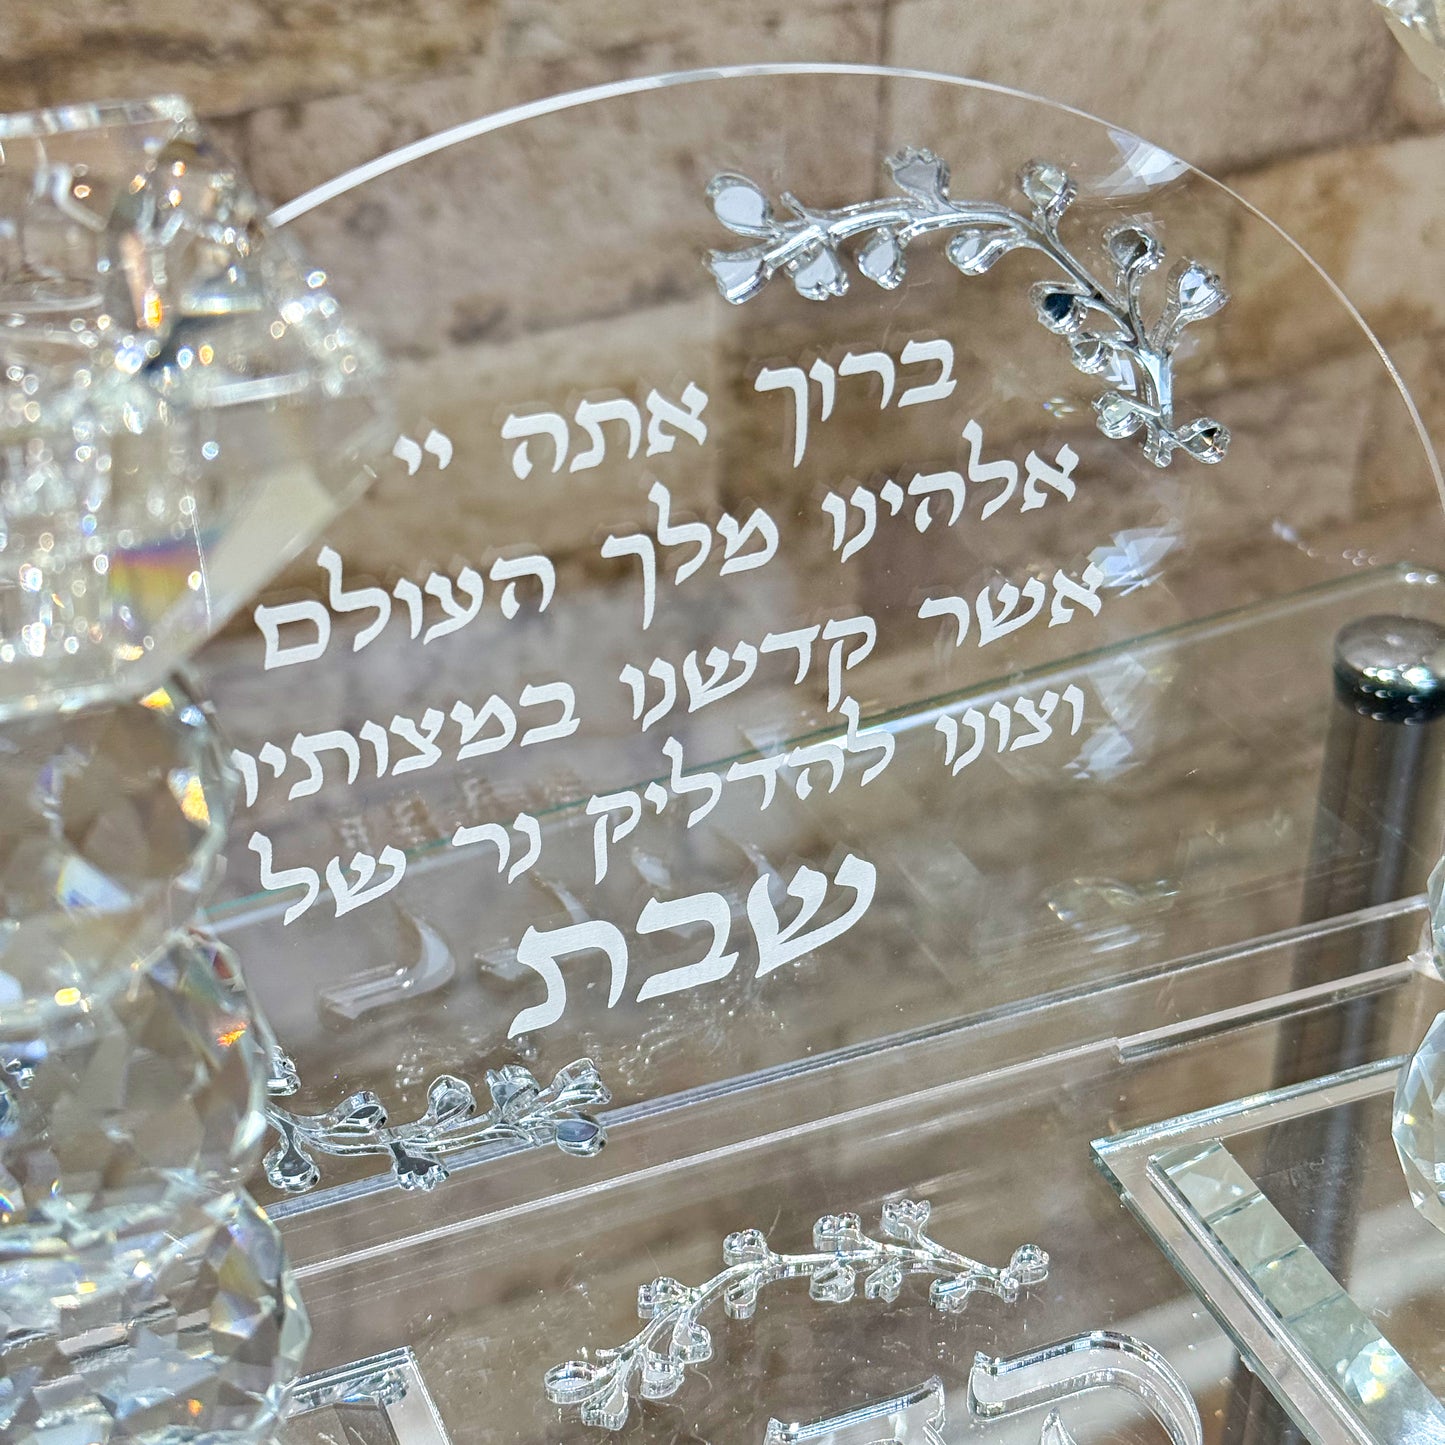 ברוך אתה יי
אלהינו מלך העולם
אשר קדשנו במצותיו
וצונו להדליק נר של
שבת